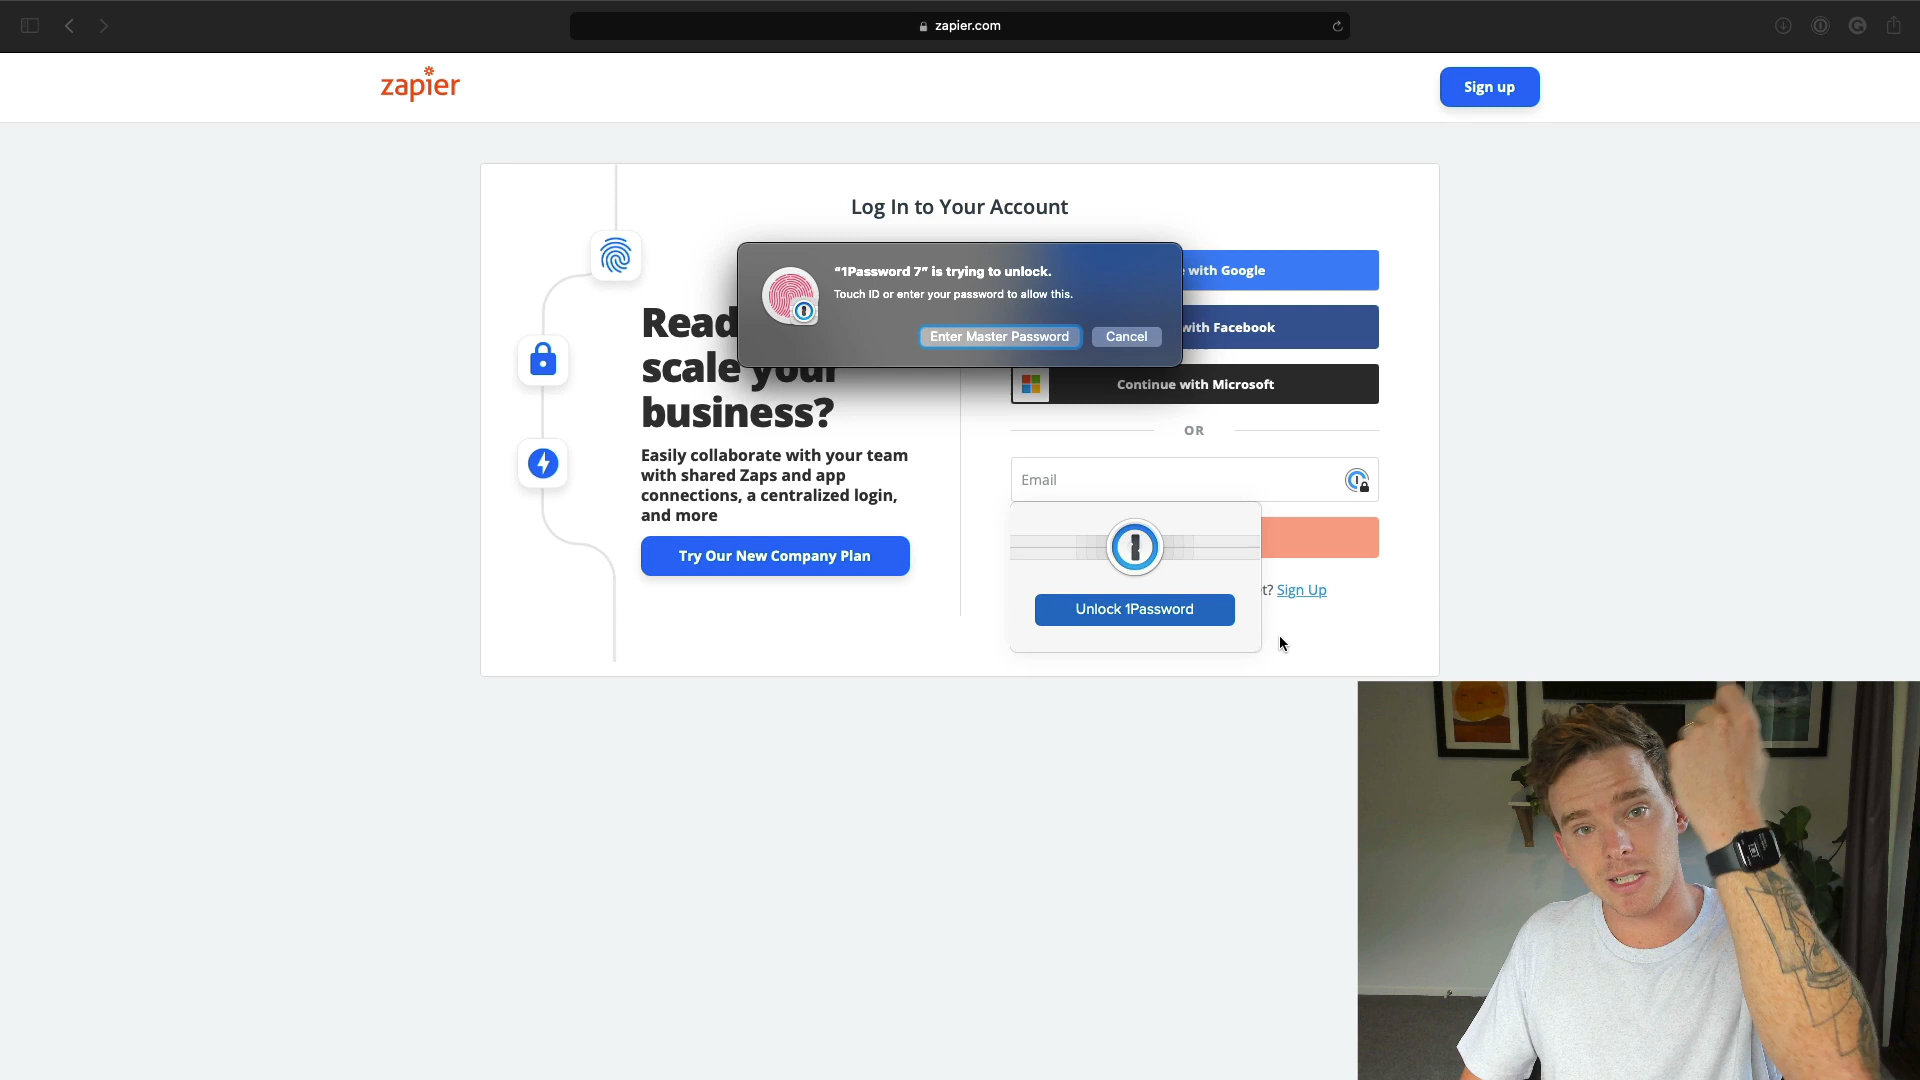 zapier.com
zapier
Sign up
Log In to Your Account
"1Password 7" is trying to unlock.
Touch ID or enter your password to allow this.
Enter Master Password
Cancel
with Google
with Facebook
Continue with Microsoft
OR
Email
Read
scale your
business?
Easily collaborate with your team
with shared Zaps and app
connections, a centralized login,
and more
Try Our New Company Plan
Unlock 1Password
t? Sign Up